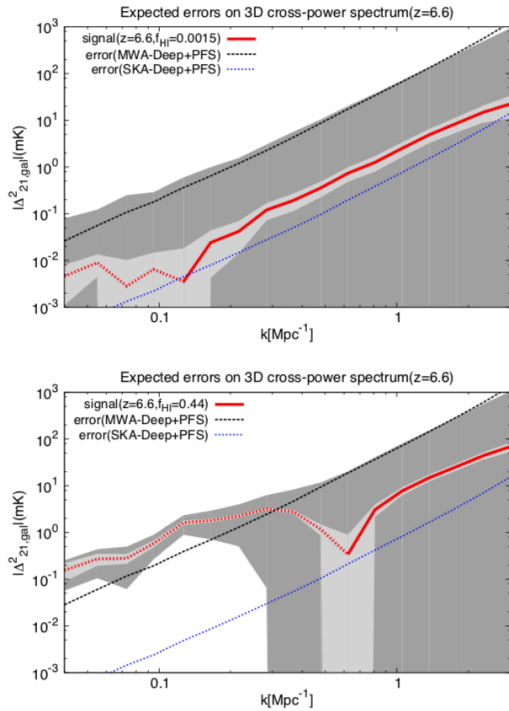 Expected errors on 3D cross-power spectrum(z=6.6)
signal(z=6.6,f_HI=0.0015)
error(MWA-Deep+PFS)
error(SKA-Deep+PFS)
|Δ²_21,gal|(mK)
10³
10²
10¹
10⁰
10⁻¹
10⁻²
10⁻³
0.1 1
k[Mpc⁻¹]
Expected errors on 3D cross-power spectrum(z=6.6)
signal(z=6.6,f_HI=0.44)
error(MWA-Deep+PFS)
error(SKA-Deep+PFS)
|Δ²_21,gal|(mK)
10³
10²
10¹
10⁰
10⁻¹
10⁻²
10⁻³
0.1 1
k[Mpc⁻¹]